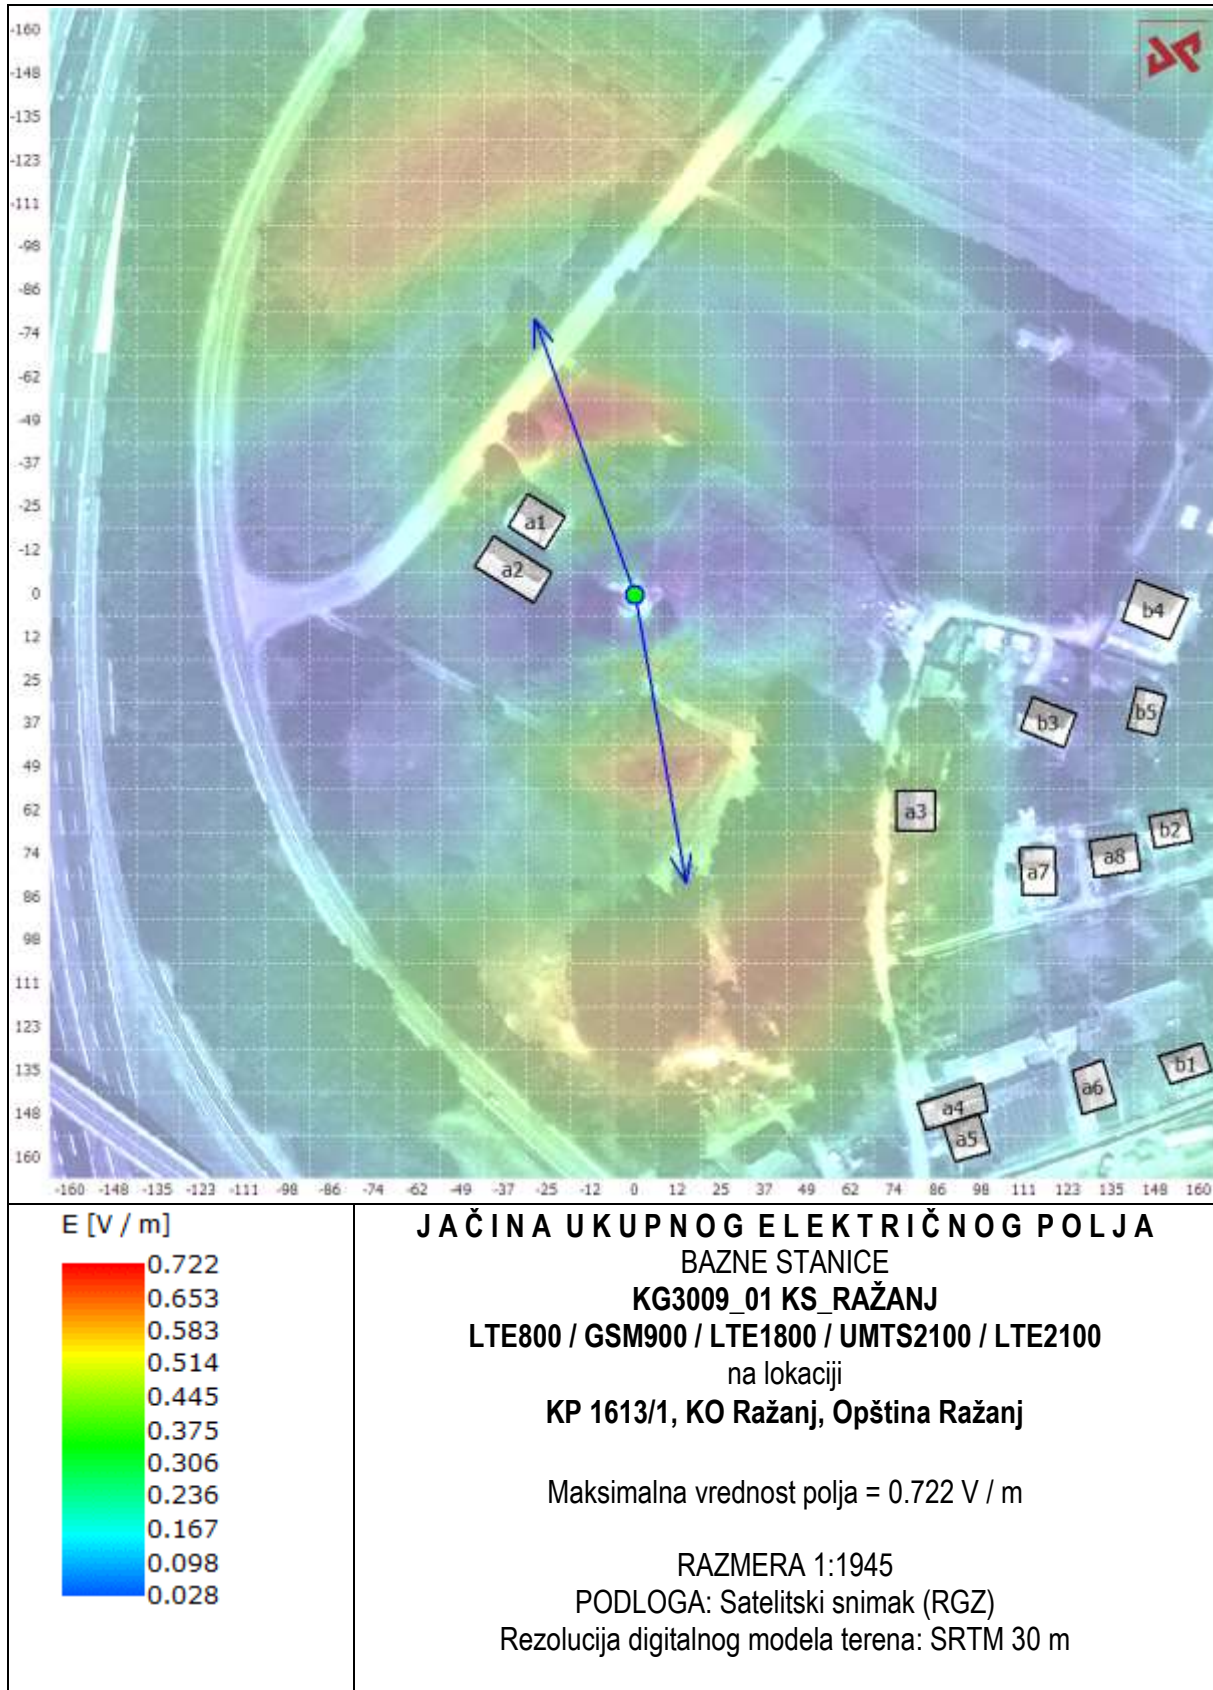 -160
-148
-135
-123
-111
-98
-86
-74
-62
-49
-37
-25
-12
0
12
25
37
49
62
74
86
98
111
123
135
148
160
a1
a2
b4
b5
b3
a3
b2
a8
a7
b1
a6
a4
a5
-160 -148 -135 -123 -111 -98 -86 -74 -62 -49 -37 -25 -12 0 12 25 37 49 62 74 86 98 111 123 135 148 160
E [V / m]
0.722
0.653
0.583
0.514
0.445
0.375
0.306
0.236
0.167
0.098
0.028
JAČINA UKUPNOG ELEKTRIČNOG POLJA
BAZNE STANICE
KG3009_01 KS_RAŽANJ
LTE800 / GSM900 / LTE1800 / UMTS2100 / LTE2100
na lokaciji
KP 1613/1, KO Ražanj, Opština Ražanj
Maksimalna vrednost polja = 0.722 V / m
RAZMERA 1:1945
PODLOGA: Satelitski snimak (RGZ)
Rezolucija digitalnog modela terena: SRTM 30 m